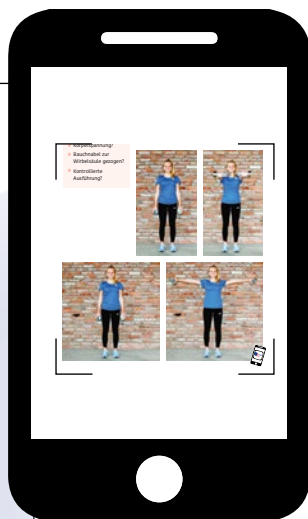 Körperspannung?
Bauchnabel zur
Wirbelsäule gezogen?
Kontrollierte
Ausführung?